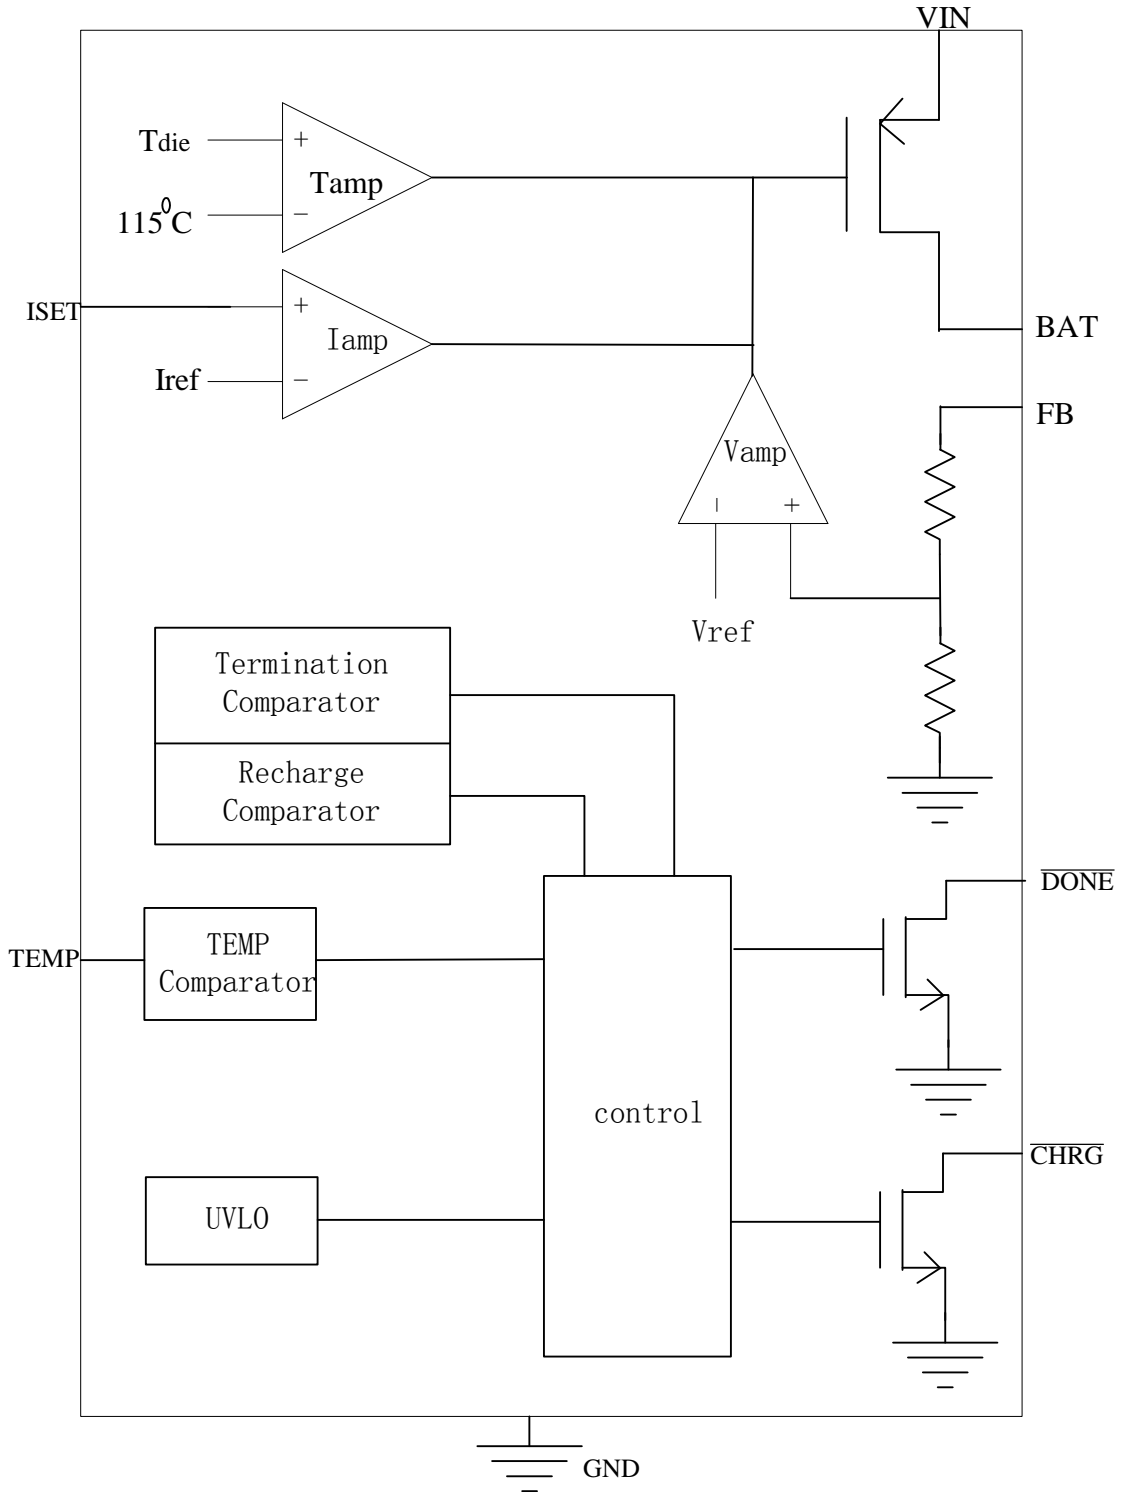 VIN
Tdie
+
Tamp
115⁰C
−
ISET
+
Iamp
Iref
−
BAT
FB
Vamp
− +
Vref
Termination
Comparator
Recharge
Comparator
DONE
TEMP
TEMP
Comparator
control
CHRG
UVLO
GND